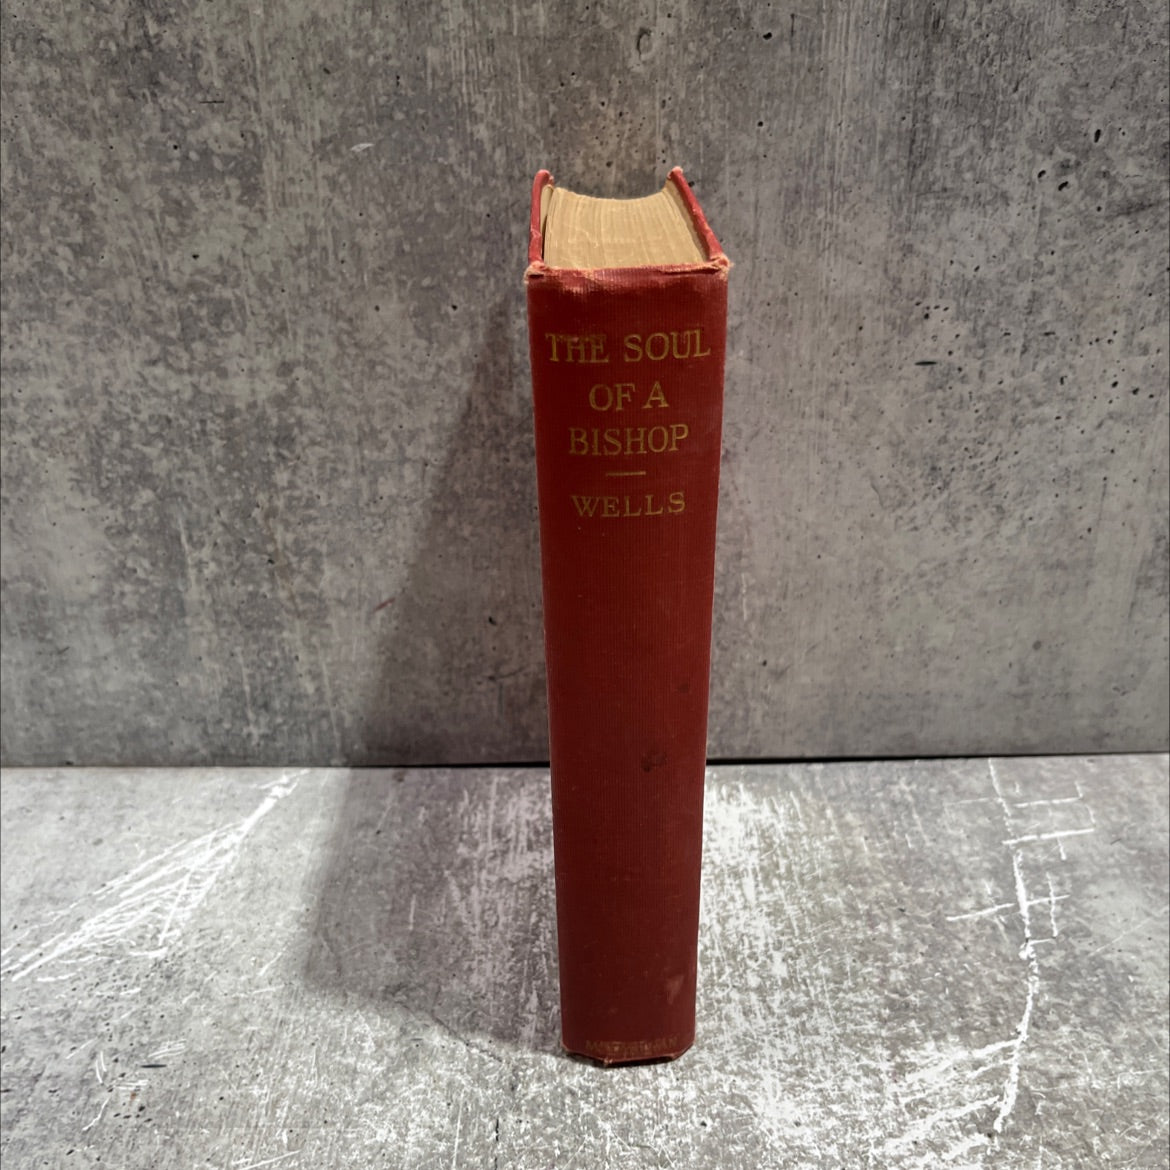 THE SOUL
OF A
BISHOP
WELLS